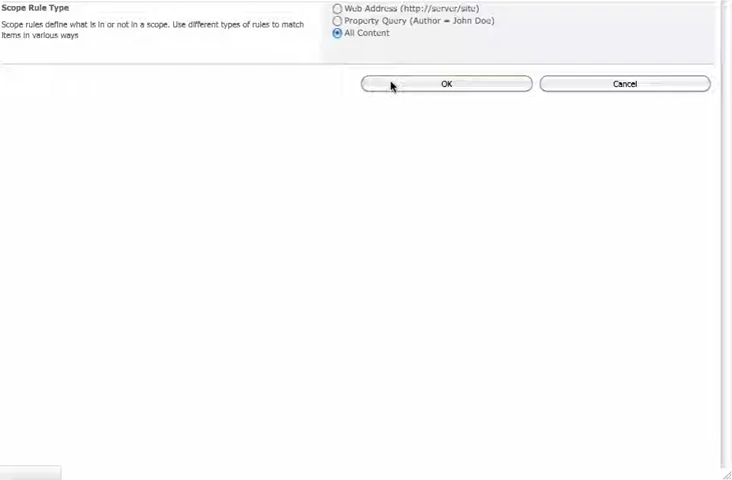 Scope Rule Type
Scope rules define what is in or not in a scope. Use different types of rules to match
items in various ways
Web Address (http://server/site)
Property Query (Author = John Doe)
All Content
OK
Cancel